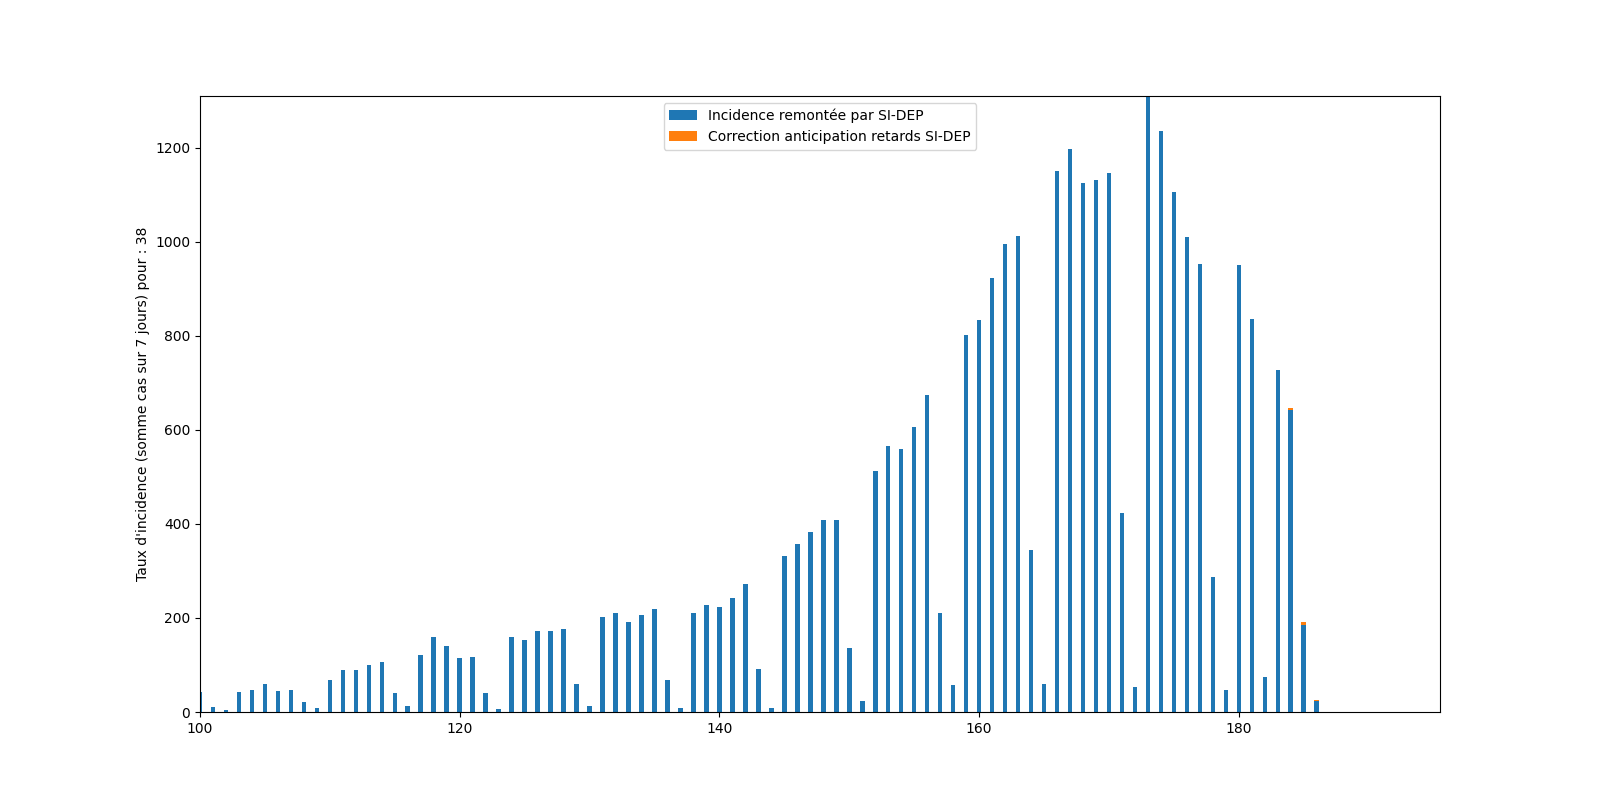 Incidence remontée par SI-DEP
Correction anticipation retards SI-DEP
Taux d'incidence (somme cas sur 7 jours) pour : 38
1200
1000
800
600
400
200
0
100 120 140 160 180